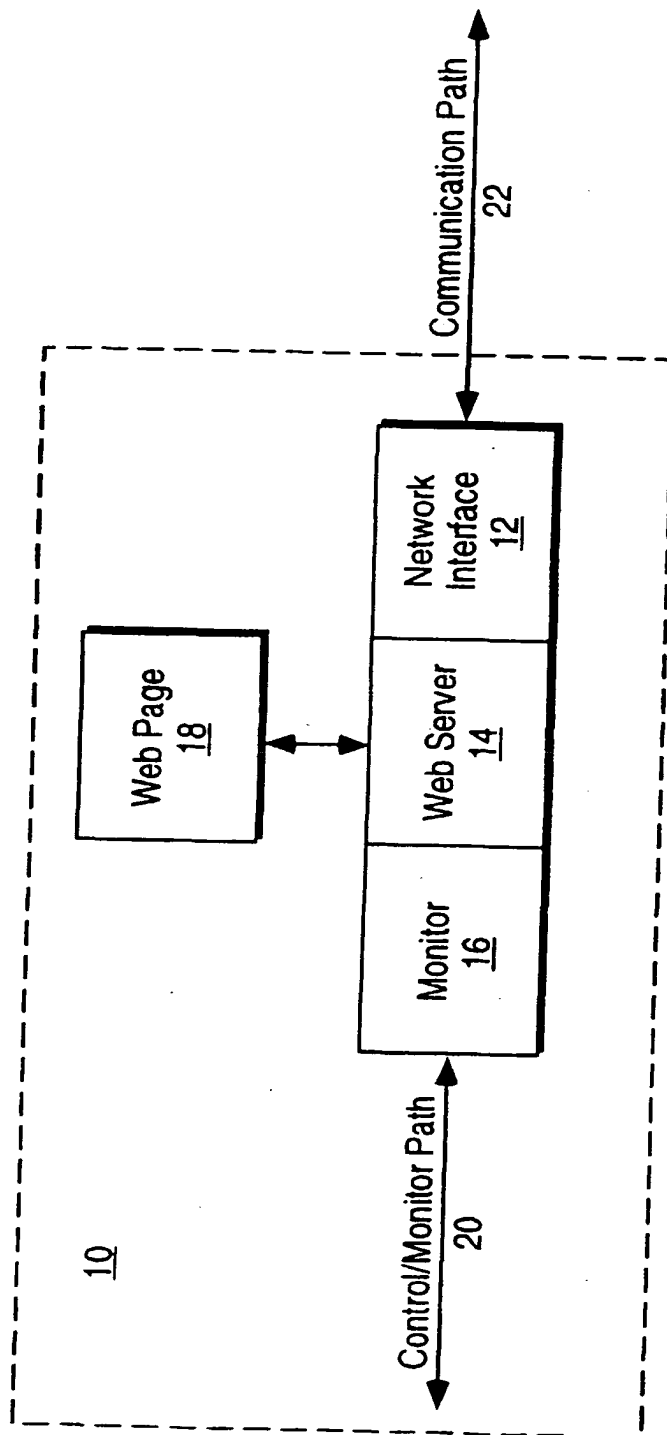 10
Web Page
18
Control/Monitor Path
20
Monitor
16
Web Server
14
Network
Interface
12
Communication Path
22